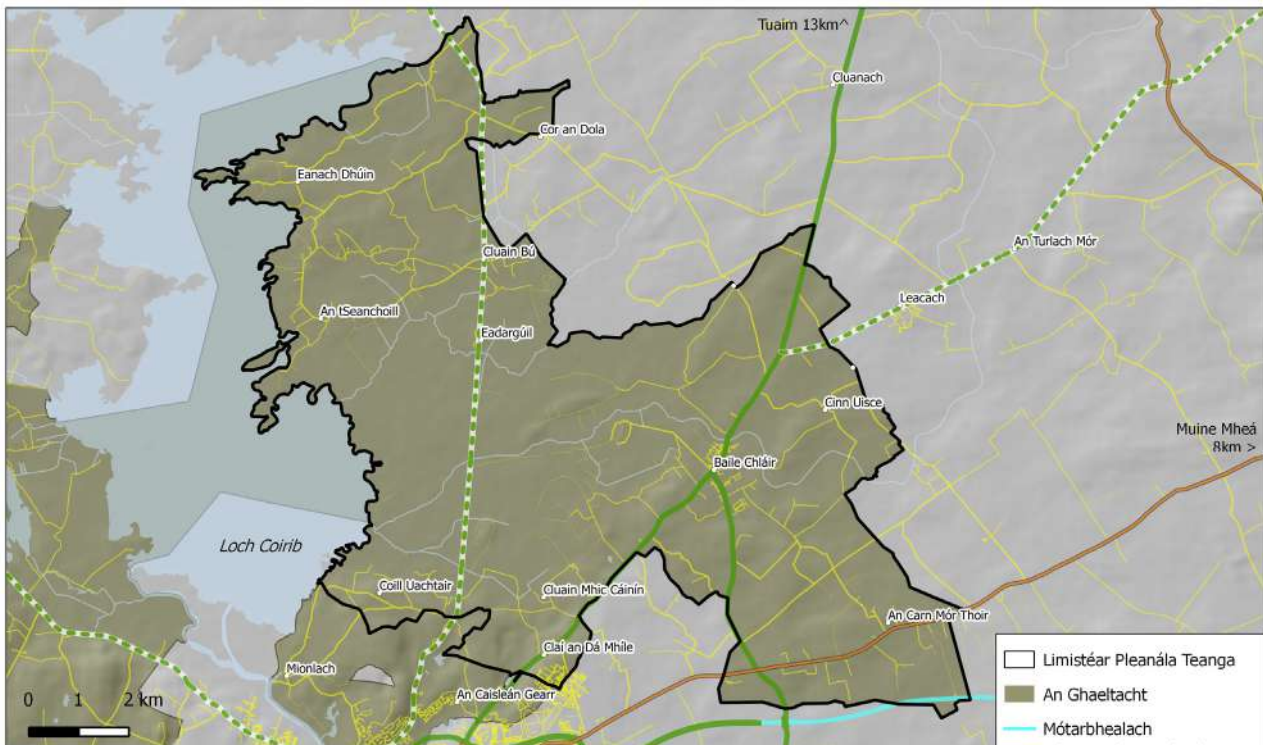 Tuaim 13km^
Cluanach
Cor an Dola
Eanach Dhúin
An Turlach Mór
Cluain Bú
Leacach
An tSeanchoill
Eadargúil
Cinn Uisce
Muine Mheá
8km >
Baile Chláir
Loch Coirib
Coill Uachtair
Cluain Mhic Cáinín
An Carn Mór Thoir
Claí an Dá Mhíle
Mionlach
An Caisleán Gearr
0 1 2 km
Limistéar Pleanála Teanga
An Ghaeltacht
Mótarbhealach